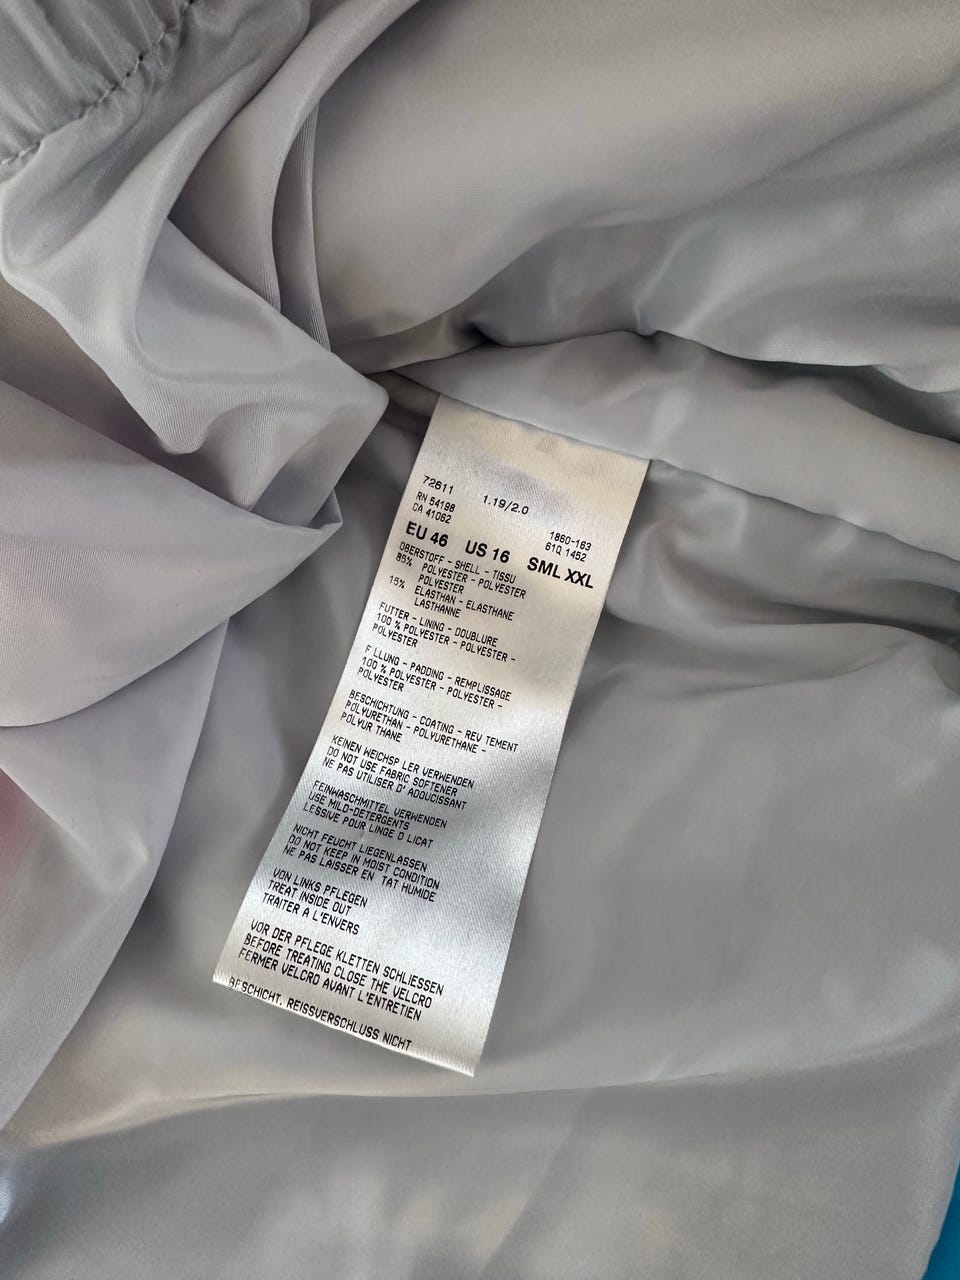 72611 1.19/2.0
RN 54198
CA 41062
1860-163
61Q 1452
EU 46 US 16 SML XXL
OBERSTOFF - SHELL - TISSU
85% POLYESTER - POLYESTER
POLYESTER
15% ELASTHAN - ELASTHANE
LASTHANNE
FUTTER - LINING - DOUBLURE
100 % POLYESTER - POLYESTER -
POLYESTER
F LLUNG - PADDING - REMPLISSAGE
100 % POLYESTER - POLYESTER -
POLYESTER
BESCHICHTUNG - COATING - REV TEMENT
POLYURETHAN - POLYURETHANE -
POLYUR THANE
KEINEN WEICHSP LER VERWENDEN
DO NOT USE FABRIC SOFTENER
NE PAS UTILISER D' ADOUCISSANT
FEINWASCHMITTEL VERWENDEN
USE MILD-DETERGENTS
LESSIVE POUR LINGE D LICAT
NICHT FEUCHT LIEGENLASSEN
DO NOT KEEP IN MOIST CONDITION
NE PAS LAISSER EN TAT HUMIDE
VON LINKS PFLEGEN
TREAT INSIDE OUT
TRAITER A L'ENVERS
VOR DER PFLEGE KLETTEN SCHLIESSEN
BEFORE TREATING CLOSE THE VELCRO
FERMER VELCRO AVANT L'ENTRETIEN
BESCHICHT. REISSVERSCHLUSS NICHT